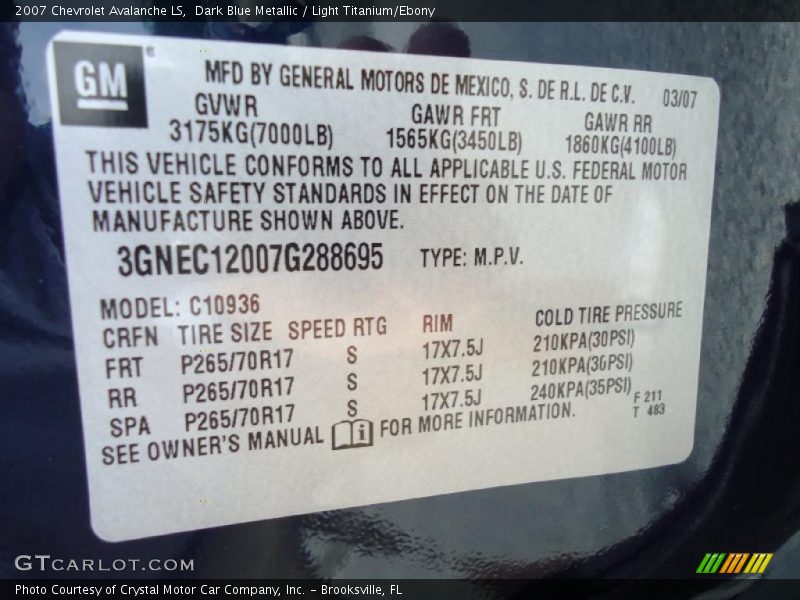 2007 Chevrolet Avalanche LS, Dark Blue Metallic / Light Titanium/Ebony
GM
MFD BY GENERAL MOTORS DE MEXICO, S. DE R.L. DE C.V. 03/07
GVWR GAWR FRT GAWR RR
3175KG(7000LB) 1565KG(3450LB) 1860KG(4100LB)
THIS VEHICLE CONFORMS TO ALL APPLICABLE U.S. FEDERAL MOTOR
VEHICLE SAFETY STANDARDS IN EFFECT ON THE DATE OF
MANUFACTURE SHOWN ABOVE.
3GNEC12007G288695 TYPE: M.P.V.
MODEL: C10936
CRFN TIRE SIZE SPEED RTG RIM COLD TIRE PRESSURE
FRT P265/70R17 S 17X7.5J 210KPA(30PSI)
RR P265/70R17 S 17X7.5J 210KPA(30PSI)
SPA P265/70R17 S 17X7.5J 240KPA(35PSI)
F 211
T 483
SEE OWNER'S MANUAL i FOR MORE INFORMATION.
GTCARLOT.COM
Photo Courtesy of Crystal Motor Car Company, Inc. – Brooksville, FL